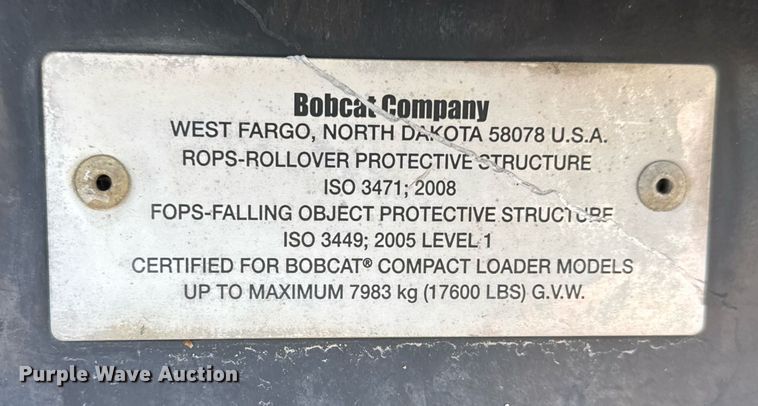 Bobcat Company
WEST FARGO, NORTH DAKOTA 58078 U.S.A.
ROPS-ROLLOVER PROTECTIVE STRUCTURE
ISO 3471; 2008
FOPS-FALLING OBJECT PROTECTIVE STRUCTURE
ISO 3449; 2005 LEVEL 1
CERTIFIED FOR BOBCAT® COMPACT LOADER MODELS
UP TO MAXIMUM 7983 kg (17600 LBS) G.V.W.
Purple Wave Auction